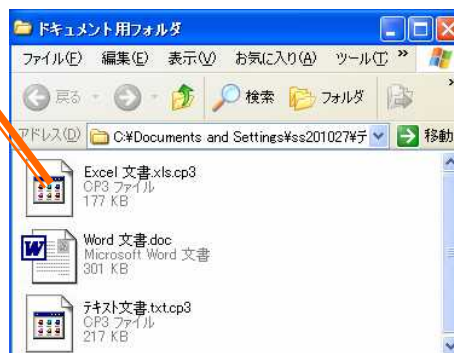 ドキュメント用フォルダ
ファイル(F) 編集(E) 表示(V) お気に入り(A) ツール(T) »
戻る 検索 フォルダ »
アドレス(D) C:¥Documents and Settings¥ss201027¥デ 移動
Excel 文書.xls.cp3
CP3 ファイル
177 KB
Word 文書.doc
Microsoft Word 文書
301 KB
テキスト文書.txt.cp3
CP3 ファイル
217 KB